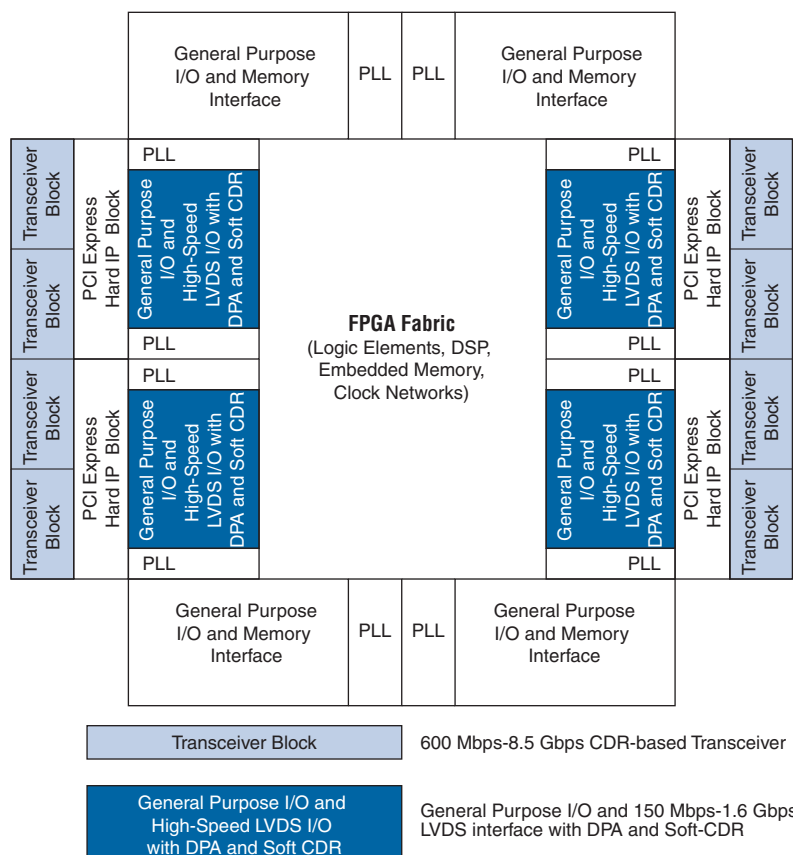 General Purpose
I/O and Memory
Interface
PLL
PLL
General Purpose
I/O and Memory
Interface
Transceiver
Block
Transceiver
Block
PCI Express
Hard IP Block
PLL
General Purpose
I/O and
High-Speed
LVDS I/O with
DPA and Soft CDR
PLL
Transceiver
Block
Transceiver
Block
PCI Express
Hard IP Block
PLL
General Purpose
I/O and
High-Speed
LVDS I/O with
DPA and Soft CDR
PLL
FPGA Fabric
(Logic Elements, DSP,
Embedded Memory,
Clock Networks)
PLL
General Purpose
I/O and
High-Speed
LVDS I/O with
DPA and Soft CDR
PLL
PCI Express
Hard IP Block
Transceiver
Block
Transceiver
Block
PLL
General Purpose
I/O and
High-Speed
LVDS I/O with
DPA and Soft CDR
PLL
PCI Express
Hard IP Block
Transceiver
Block
Transceiver
Block
General Purpose
I/O and Memory
Interface
PLL
PLL
General Purpose
I/O and Memory
Interface
Transceiver Block
600 Mbps-8.5 Gbps CDR-based Transceiver
General Purpose I/O and
High-Speed LVDS I/O
with DPA and Soft CDR
General Purpose I/O and 150 Mbps-1.6 Gbps
LVDS interface with DPA and Soft-CDR